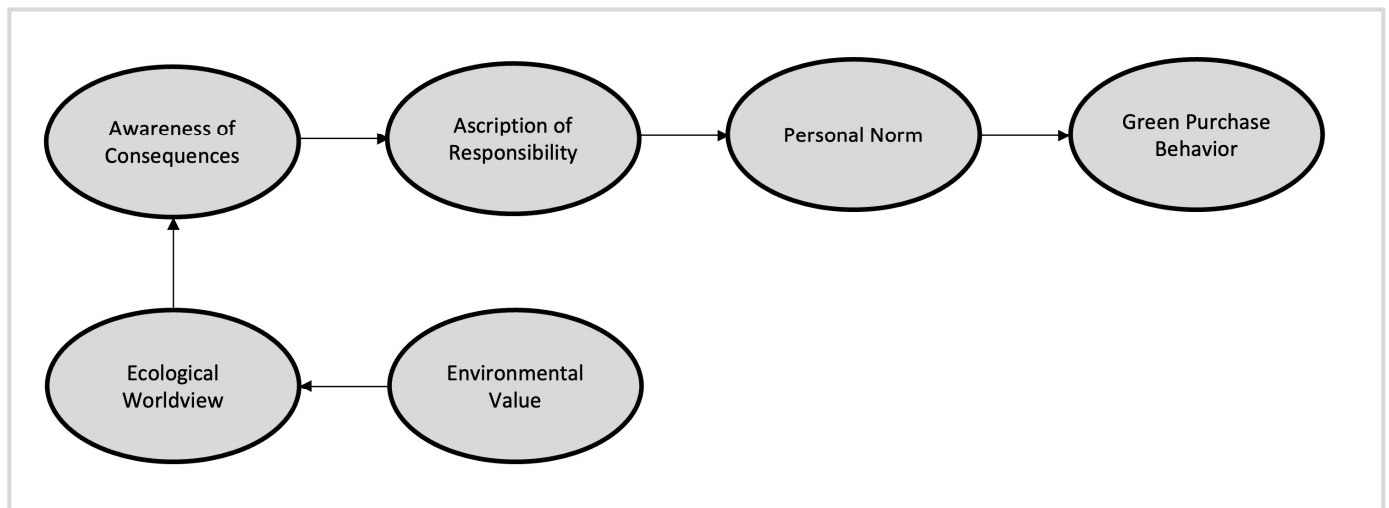 Awareness of
Consequences
Ascription of
Responsibility
Personal Norm
Green Purchase
Behavior
Ecological
Worldview
Environmental
Value